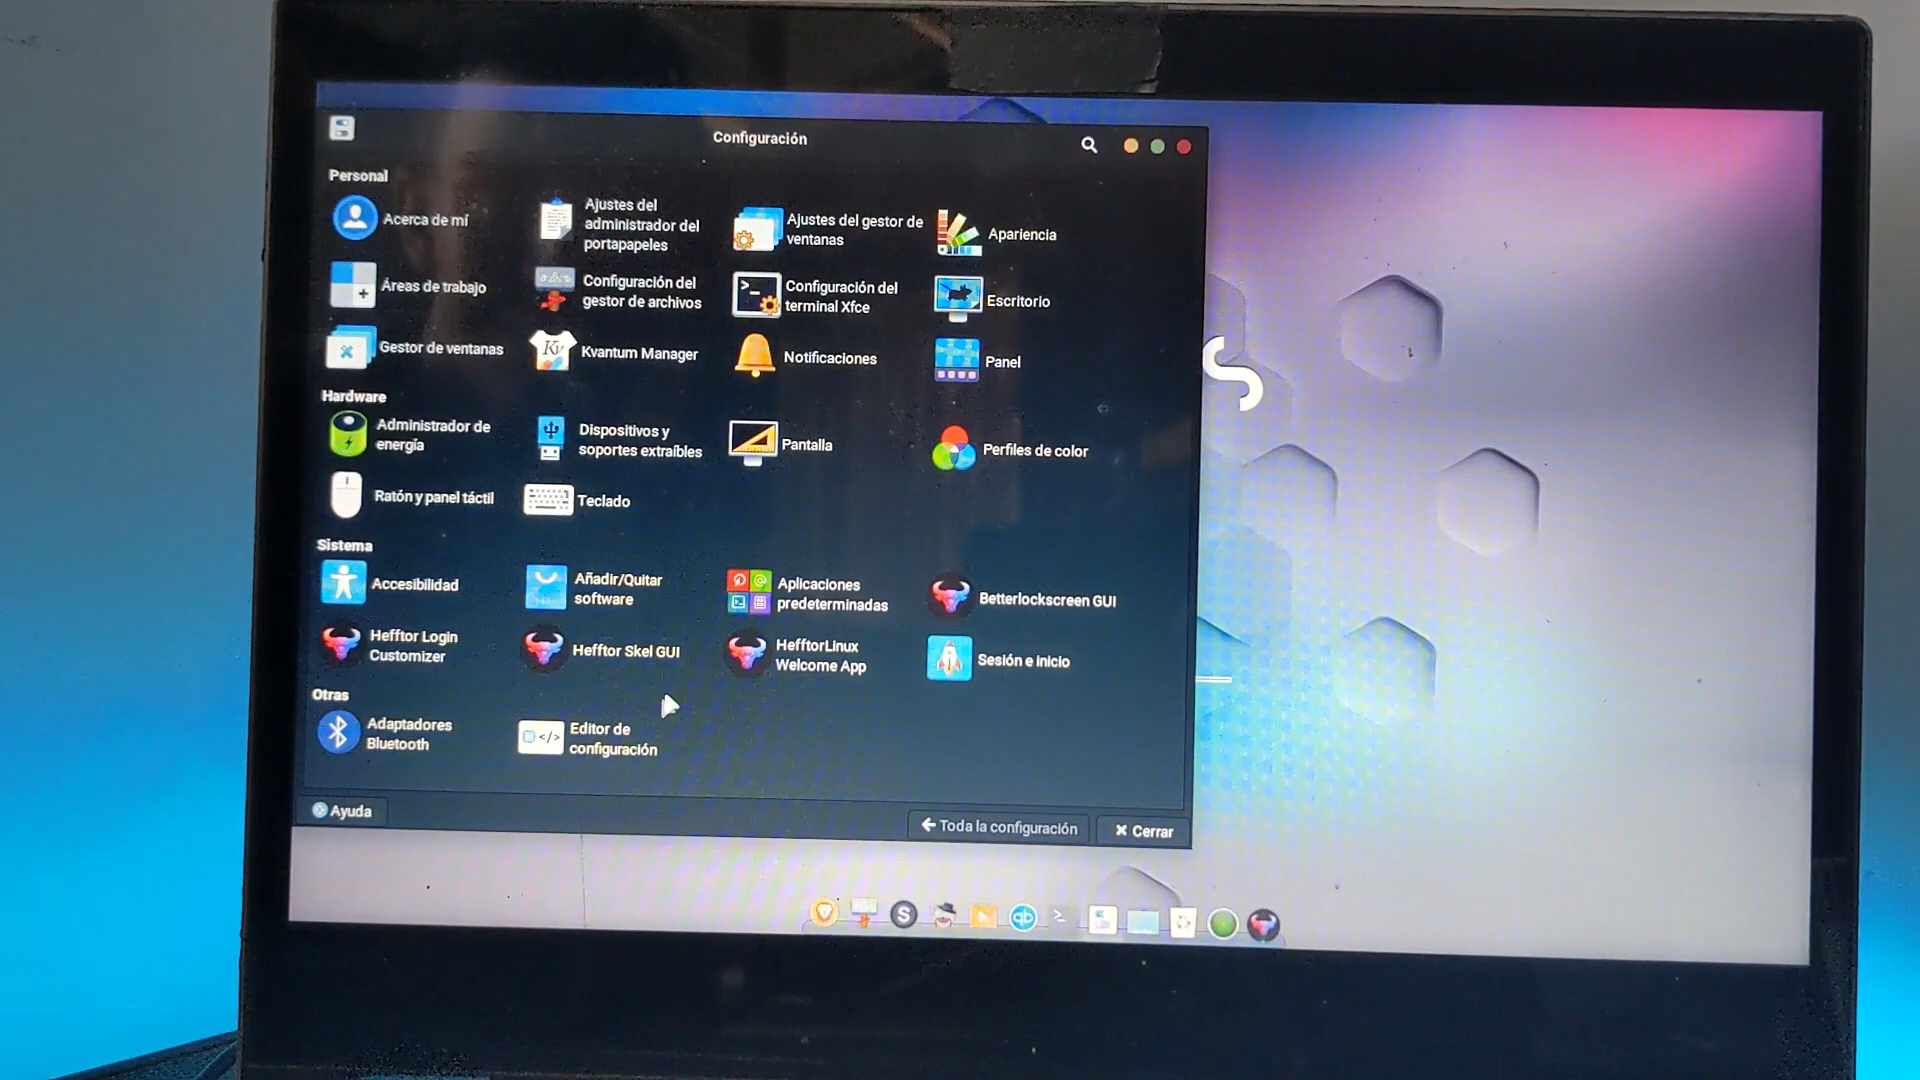 Configuración
Personal
Acerca de mí
Ajustes del
administrador del
portapapeles
Ajustes del gestor de
ventanas
Apariencia
Áreas de trabajo
Configuración del
gestor de archivos
Configuración del
terminal Xfce
Escritorio
Gestor de ventanas
Kv
Kvantum Manager
Notificaciones
Panel
Hardware
Administrador de
energía
Dispositivos y
soportes extraíbles
Pantalla
Perfiles de color
Ratón y panel táctil
Teclado
Sistema
Accesibilidad
Añadir/Quitar
software
Aplicaciones
predeterminadas
Betterlockscreen GUI
Hefftor Login
Customizer
Hefftor Skel GUI
HefftorLinux
Welcome App
Sesión e inicio
Otras
Adaptadores
Bluetooth
</>
Editor de
configuración
Ayuda
Toda la configuración
Cerrar
S
S
qb